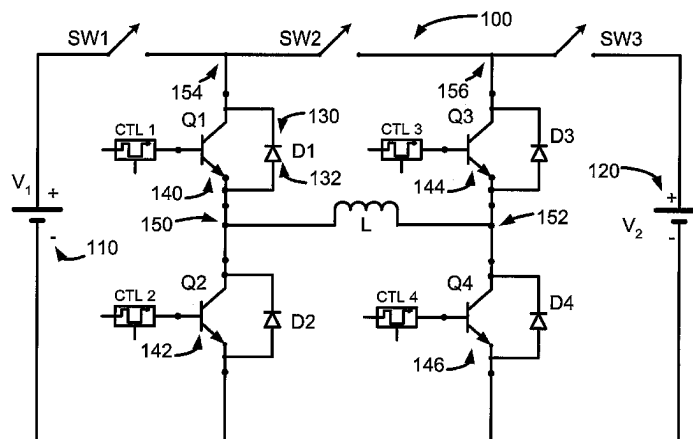 100
SW1
SW2
SW3
154
156
130
Q1
Q3
CTL 1
D1
CTL 3
D3
132
V1
+
140
144
120
+
150
L
152
V2
-
110
-
Q2
Q4
CTL 2
D2
CTL 4
D4
142
146